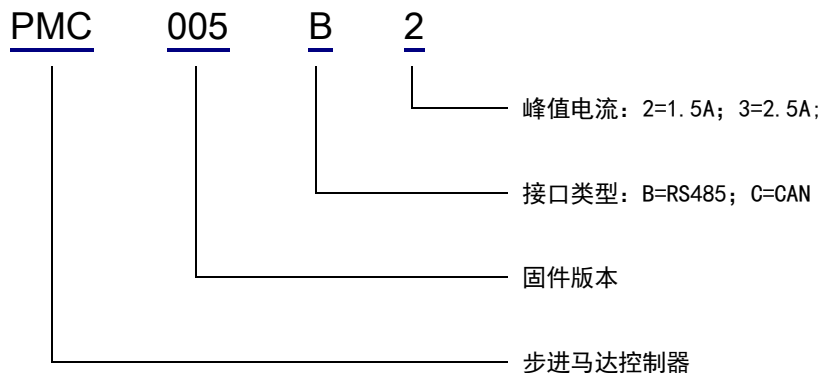 PMC 005 B 2
峰值电流：2=1.5A；3=2.5A;
接口类型：B=RS485；C=CAN
固件版本
步进马达控制器